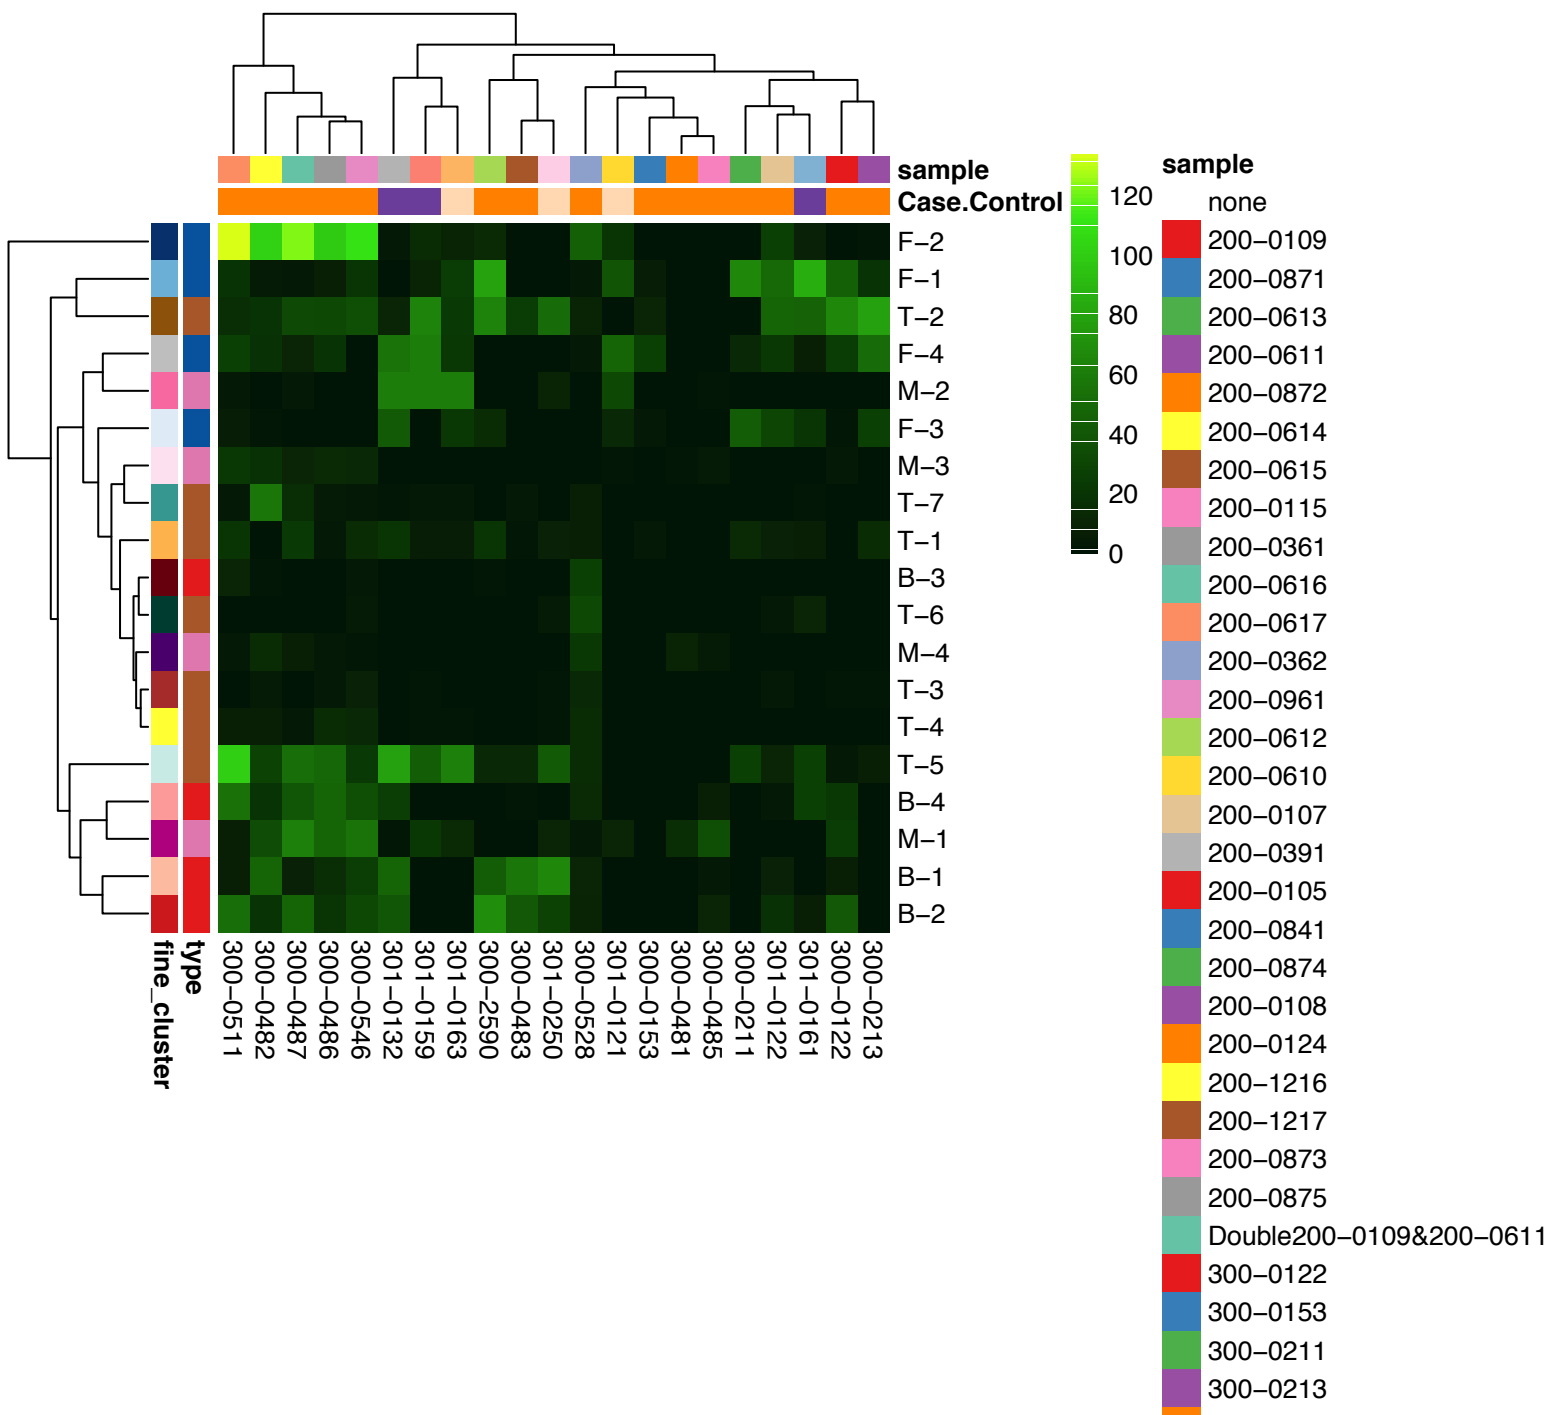 sample
Case.Control
F−2
F−1
T−2
F−4
M−2
F−3
M−3
T−7
T−1
B−3
T−6
M−4
T−3
T−4
T−5
B−4
M−1
B−1
B−2
fine_cluster
type
300−0511
300−0482
300−0487
300−0486
300−0546
301−0132
301−0159
301−0163
300−2590
300−0483
301−0250
300−0528
301−0121
300−0153
300−0481
300−0485
300−0211
301−0122
301−0161
300−0122
300−0213
120
100
80
60
40
20
0
sample
none
200−0109
200−0871
200−0613
200−0611
200−0872
200−0614
200−0615
200−0115
200−0361
200−0616
200−0617
200−0362
200−0961
200−0612
200−0610
200−0107
200−0391
200−0105
200−0841
200−0874
200−0108
200−0124
200−1216
200−1217
200−0873
200−0875
Double200−0109&200−0611
300−0122
300−0153
300−0211
300−0213